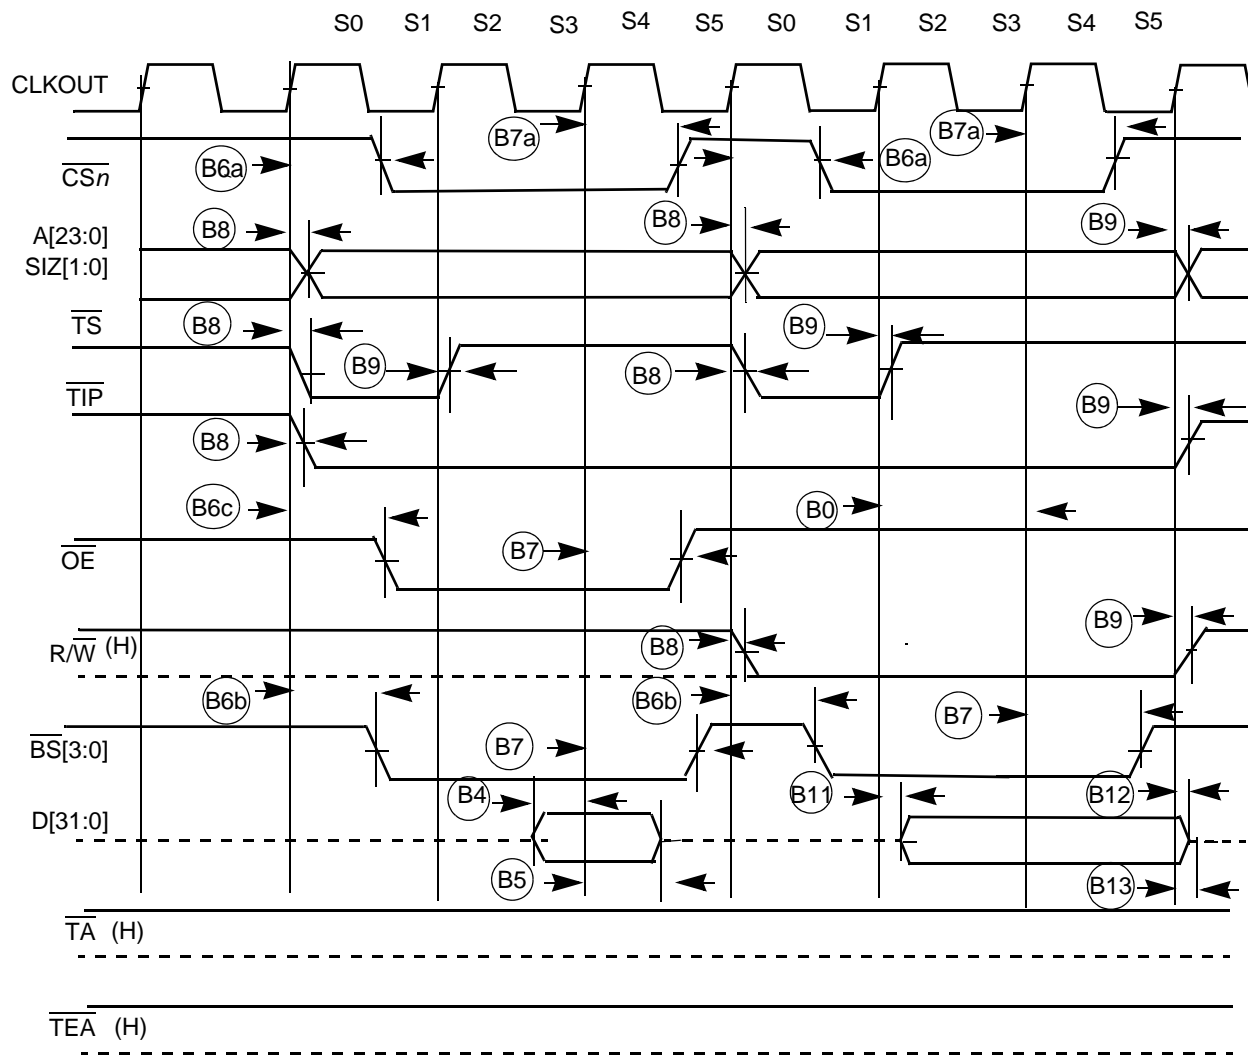 S0 S1 S2 S3 S4 S5 S0 S1 S2 S3 S4 S5
CLKOUT
B7a B7a
B6a B6a
CSn
B8 B8 B9
A[23:0]
SIZ[1:0]
TS B8 B9
B9 B8
TIP B9
B8
B6c B0
OE B7
R/W (H) B8 B9
B6b B6b
BS[3:0] B7 B7
B4 B11 B12
D[31:0]
B5 B13
TA (H)
TEA (H)